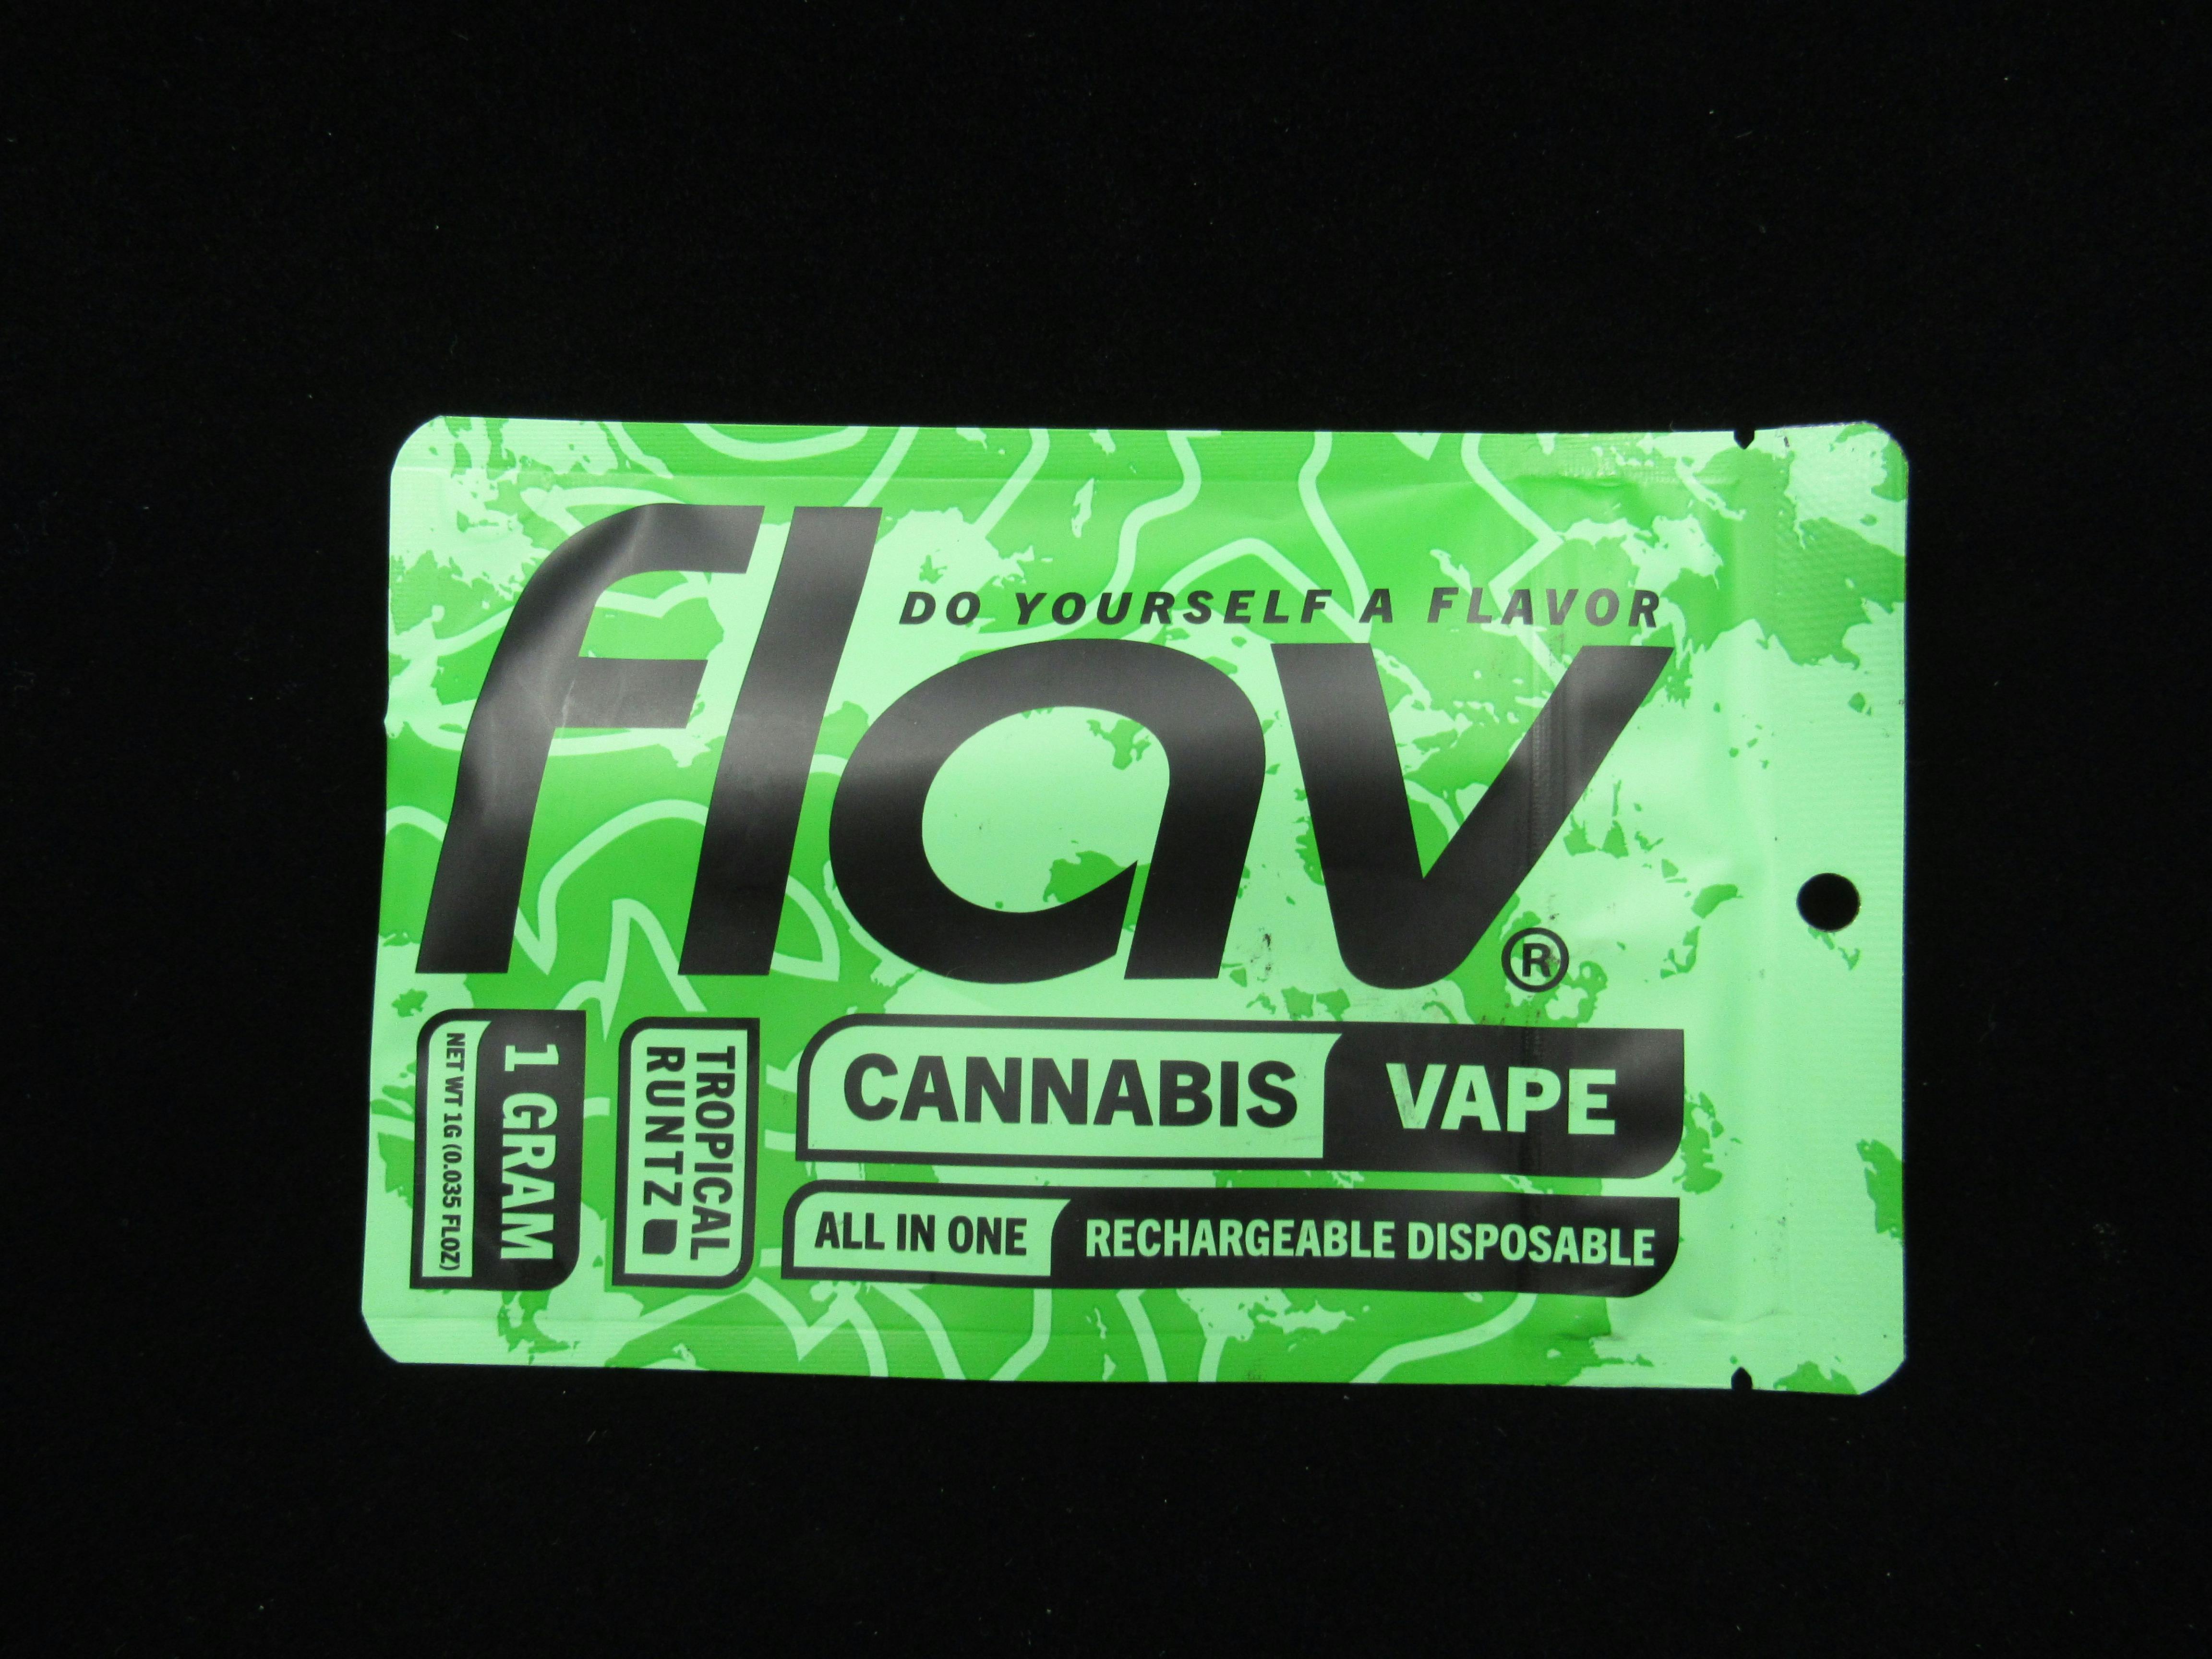 DO YOURSELF A FLAVOR
flav®
1 GRAM
NET WT 1G (0.035 FLOZ)
TROPICAL
RUNTZ
CANNABIS VAPE
ALL IN ONE RECHARGEABLE DISPOSABLE